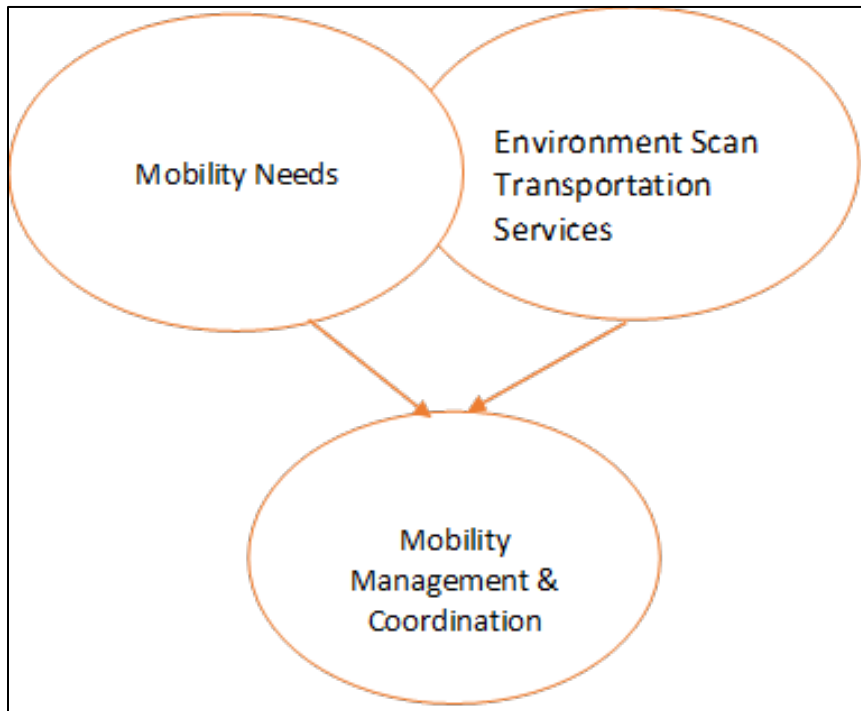 Mobility Needs
Environment Scan
Transportation
Services
Mobility
Management &
Coordination